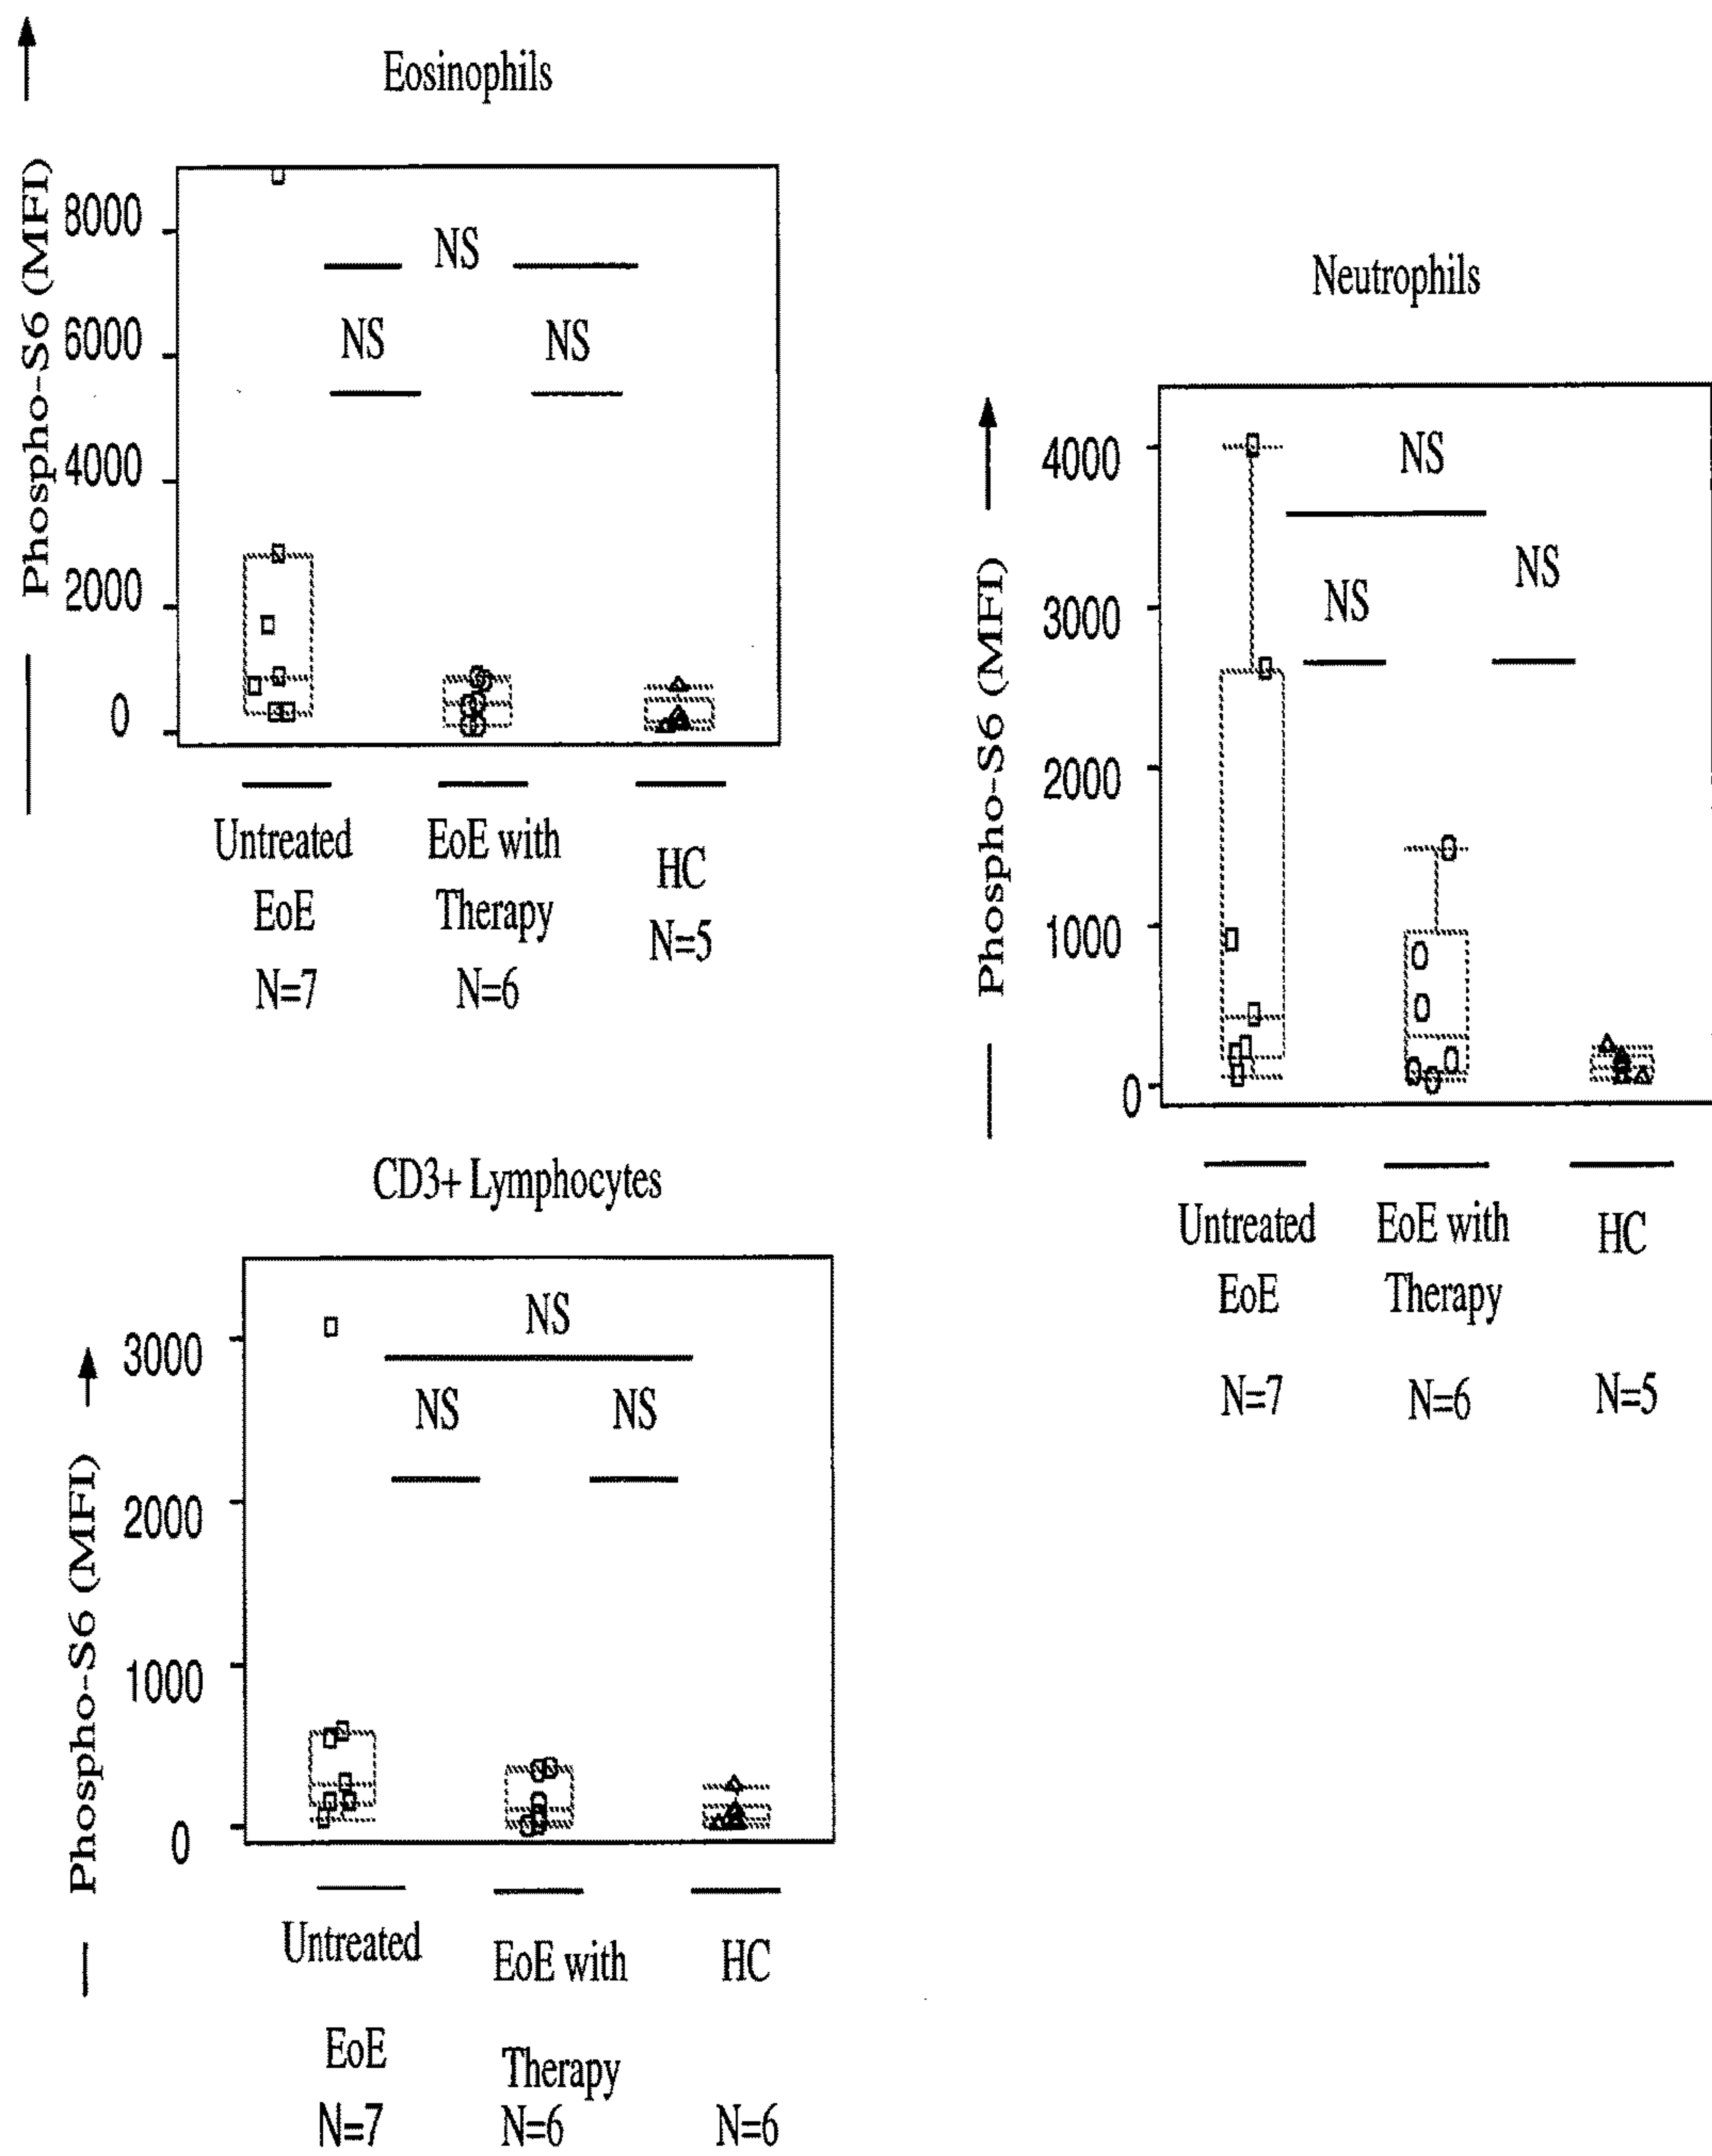 Eosinophils
Phospho-S6 (MFI)
8000
6000
4000
2000
0
NS
NS
NS
Untreated
EoE
N=7
EoE with
Therapy
N=6
HC
N=5
Neutrophils
Phospho-S6 (MFI)
4000
3000
2000
1000
0
NS
NS
NS
Untreated
EoE
N=7
EoE with
Therapy
N=6
HC
N=5
CD3+ Lymphocytes
Phospho-S6 (MFI)
3000
2000
1000
0
NS
NS
NS
Untreated
EoE
N=7
EoE with
Therapy
N=6
HC
N=6